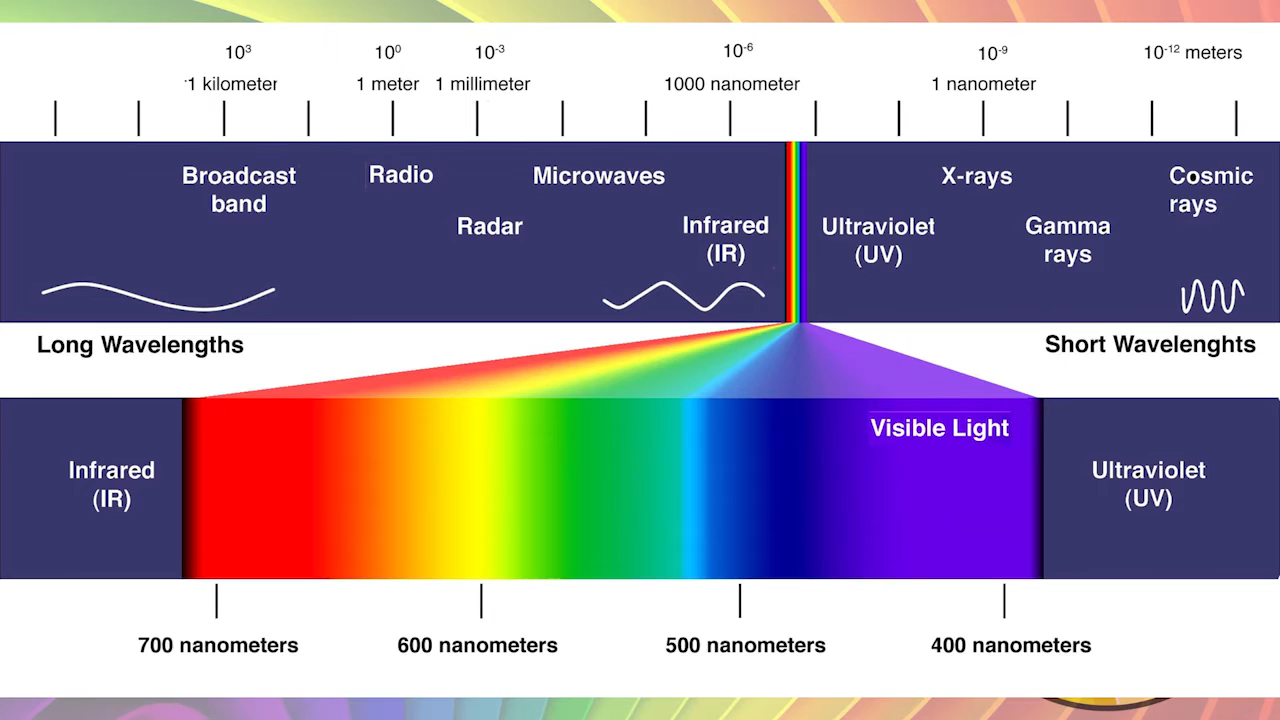 10³ 10⁰ 10⁻³ 10⁻⁶ 10⁻⁹ 10⁻¹² meters
1 kilometer 1 meter 1 millimeter 1000 nanometer 1 nanometer
Broadcast
band
Radio
Radar
Microwaves
Infrared
(IR)
Ultraviolet
(UV)
X-rays
Gamma
rays
Cosmic
rays
Long Wavelengths
Short Wavelenghts
Infrared
(IR)
Visible Light
Ultraviolet
(UV)
700 nanometers 600 nanometers 500 nanometers 400 nanometers